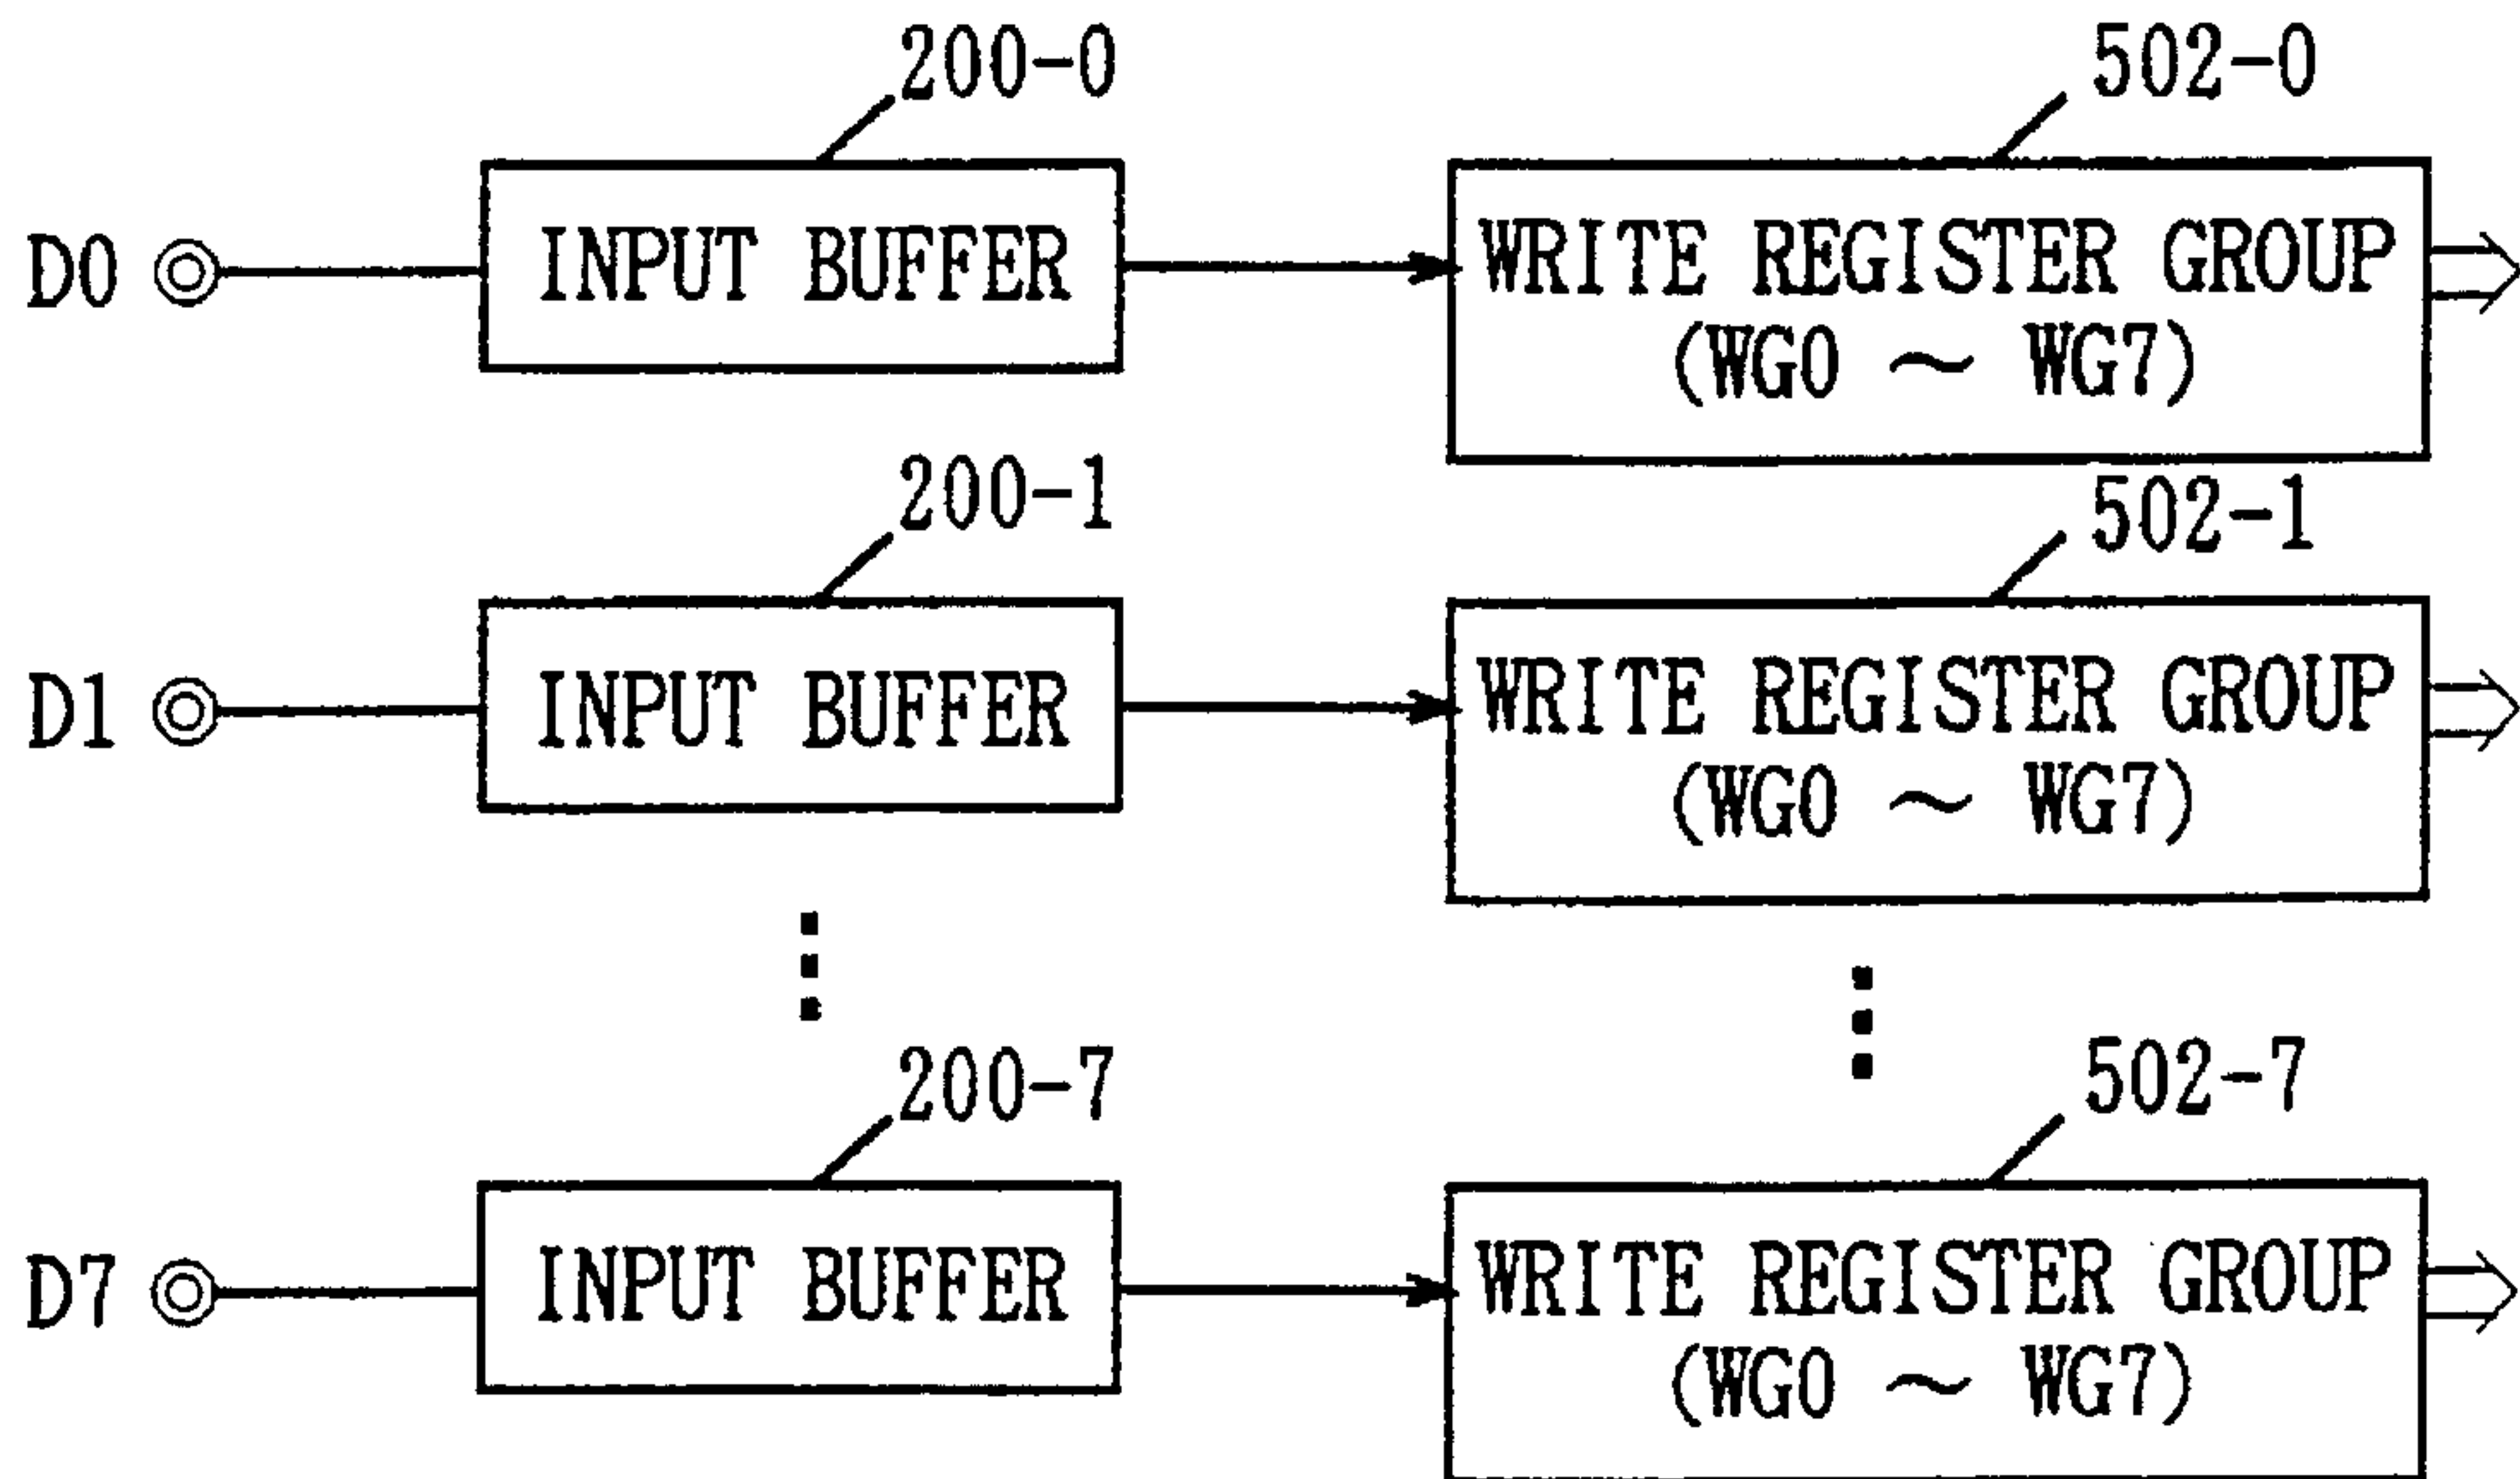 200-0 502-0
D0 INPUT BUFFER WRITE REGISTER GROUP
(WG0 ~ WG7)
200-1 502-1
D1 INPUT BUFFER WRITE REGISTER GROUP
(WG0 ~ WG7)
200-7 502-7
D7 INPUT BUFFER WRITE REGISTER GROUP
(WG0 ~ WG7)